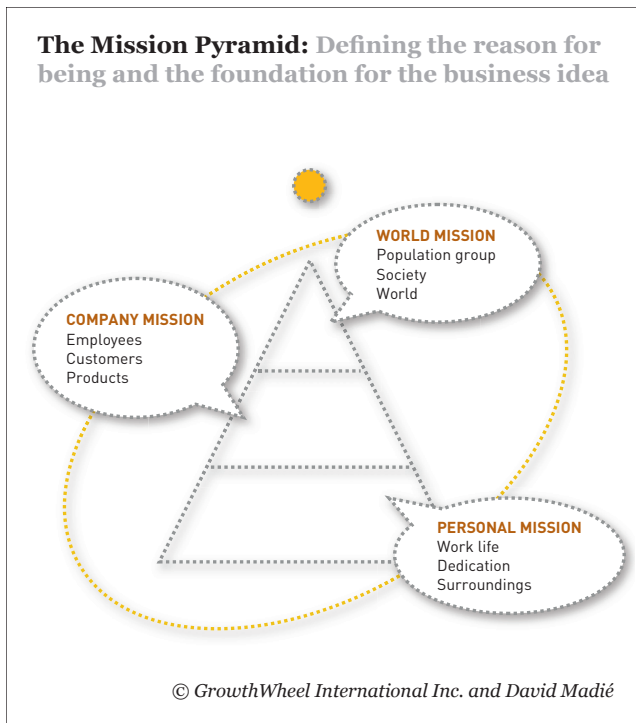 The Mission Pyramid: Defining the reason for
being and the foundation for the business idea
WORLD MISSION
Population group
Society
World
COMPANY MISSION
Employees
Customers
Products
PERSONAL MISSION
Work life
Dedication
Surroundings
© GrowthWheel International Inc. and David Madié